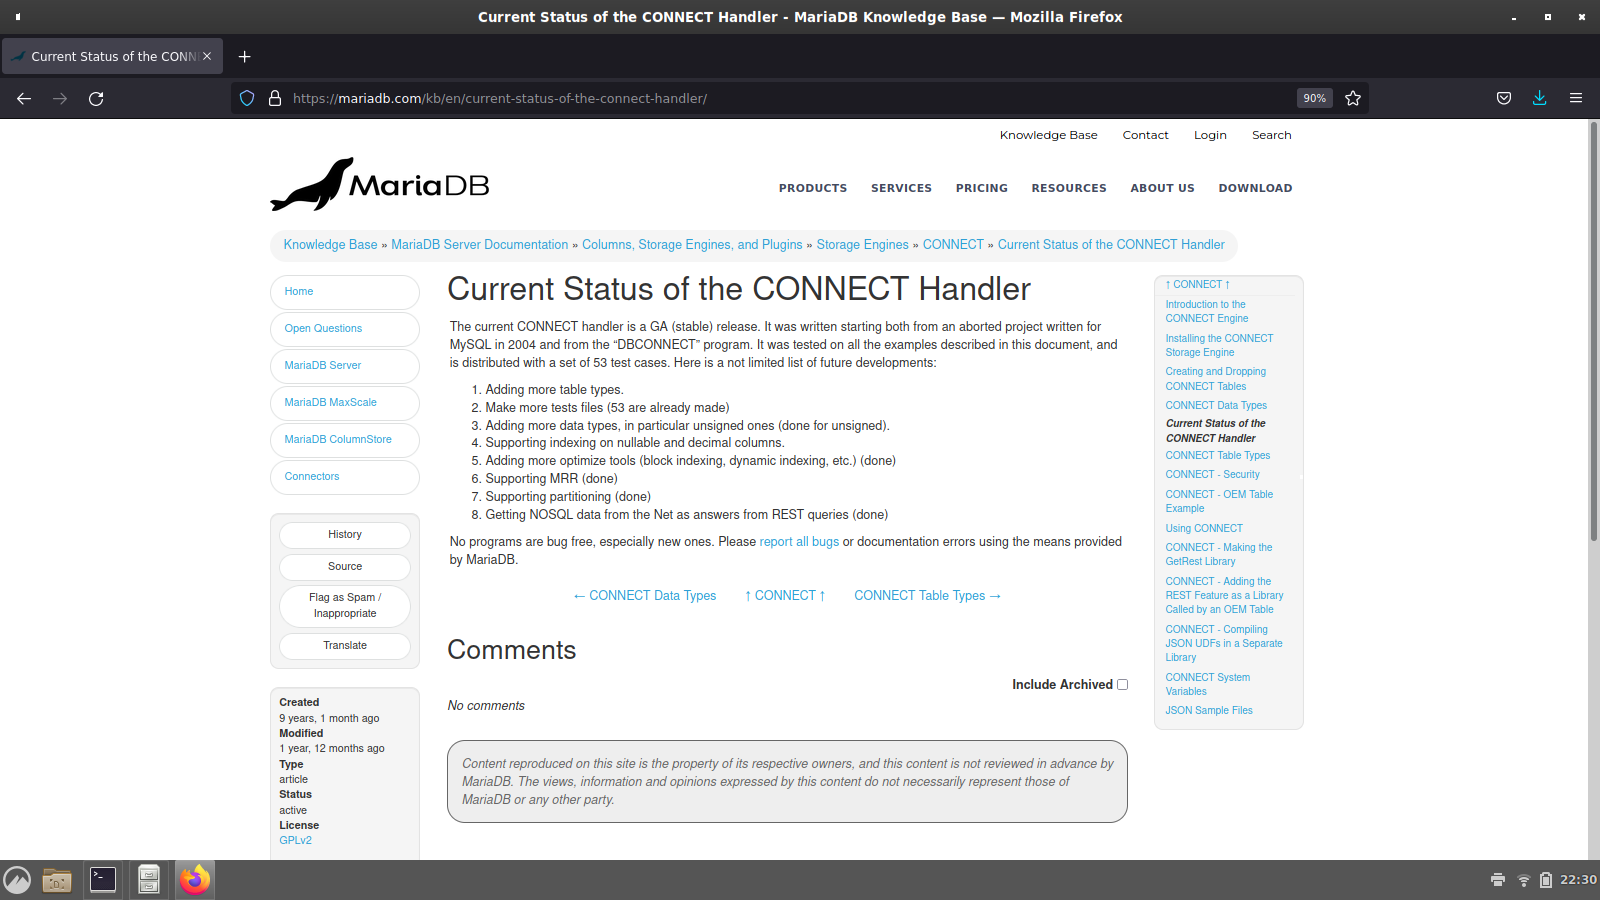 Current Status of the CONNECT Handler - MariaDB Knowledge Base — Mozilla Firefox
Current Status of the CONN
https://mariadb.com/kb/en/current-status-of-the-connect-handler/
90%
Knowledge Base Contact Login Search
MariaDB
PRODUCTS SERVICES PRICING RESOURCES ABOUT US DOWNLOAD
Knowledge Base » MariaDB Server Documentation » Columns, Storage Engines, and Plugins » Storage Engines » CONNECT » Current Status of the CONNECT Handler
Home
Open Questions
MariaDB Server
MariaDB MaxScale
MariaDB ColumnStore
Connectors
History
Source
Flag as Spam /
Inappropriate
Translate
Created
9 years, 1 month ago
Modified
1 year, 12 months ago
Type
article
Status
active
License
GPLv2
Current Status of the CONNECT Handler
The current CONNECT handler is a GA (stable) release. It was written starting both from an aborted project written for
MySQL in 2004 and from the “DBCONNECT” program. It was tested on all the examples described in this document, and
is distributed with a set of 53 test cases. Here is a not limited list of future developments:
1. Adding more table types.
2. Make more tests files (53 are already made)
3. Adding more data types, in particular unsigned ones (done for unsigned).
4. Supporting indexing on nullable and decimal columns.
5. Adding more optimize tools (block indexing, dynamic indexing, etc.) (done)
6. Supporting MRR (done)
7. Supporting partitioning (done)
8. Getting NOSQL data from the Net as answers from REST queries (done)
No programs are bug free, especially new ones. Please report all bugs or documentation errors using the means provided
by MariaDB.
← CONNECT Data Types ↑ CONNECT ↑ CONNECT Table Types →
Comments
Include Archived
No comments
Content reproduced on this site is the property of its respective owners, and this content is not reviewed in advance by
MariaDB. The views, information and opinions expressed by this content do not necessarily represent those of
MariaDB or any other party.
↑ CONNECT ↑
Introduction to the
CONNECT Engine
Installing the CONNECT
Storage Engine
Creating and Dropping
CONNECT Tables
CONNECT Data Types
Current Status of the
CONNECT Handler
CONNECT Table Types
CONNECT - Security
CONNECT - OEM Table
Example
Using CONNECT
CONNECT - Making the
GetRest Library
CONNECT - Adding the
REST Feature as a Library
Called by an OEM Table
CONNECT - Compiling
JSON UDFs in a Separate
Library
CONNECT System
Variables
JSON Sample Files
22:30